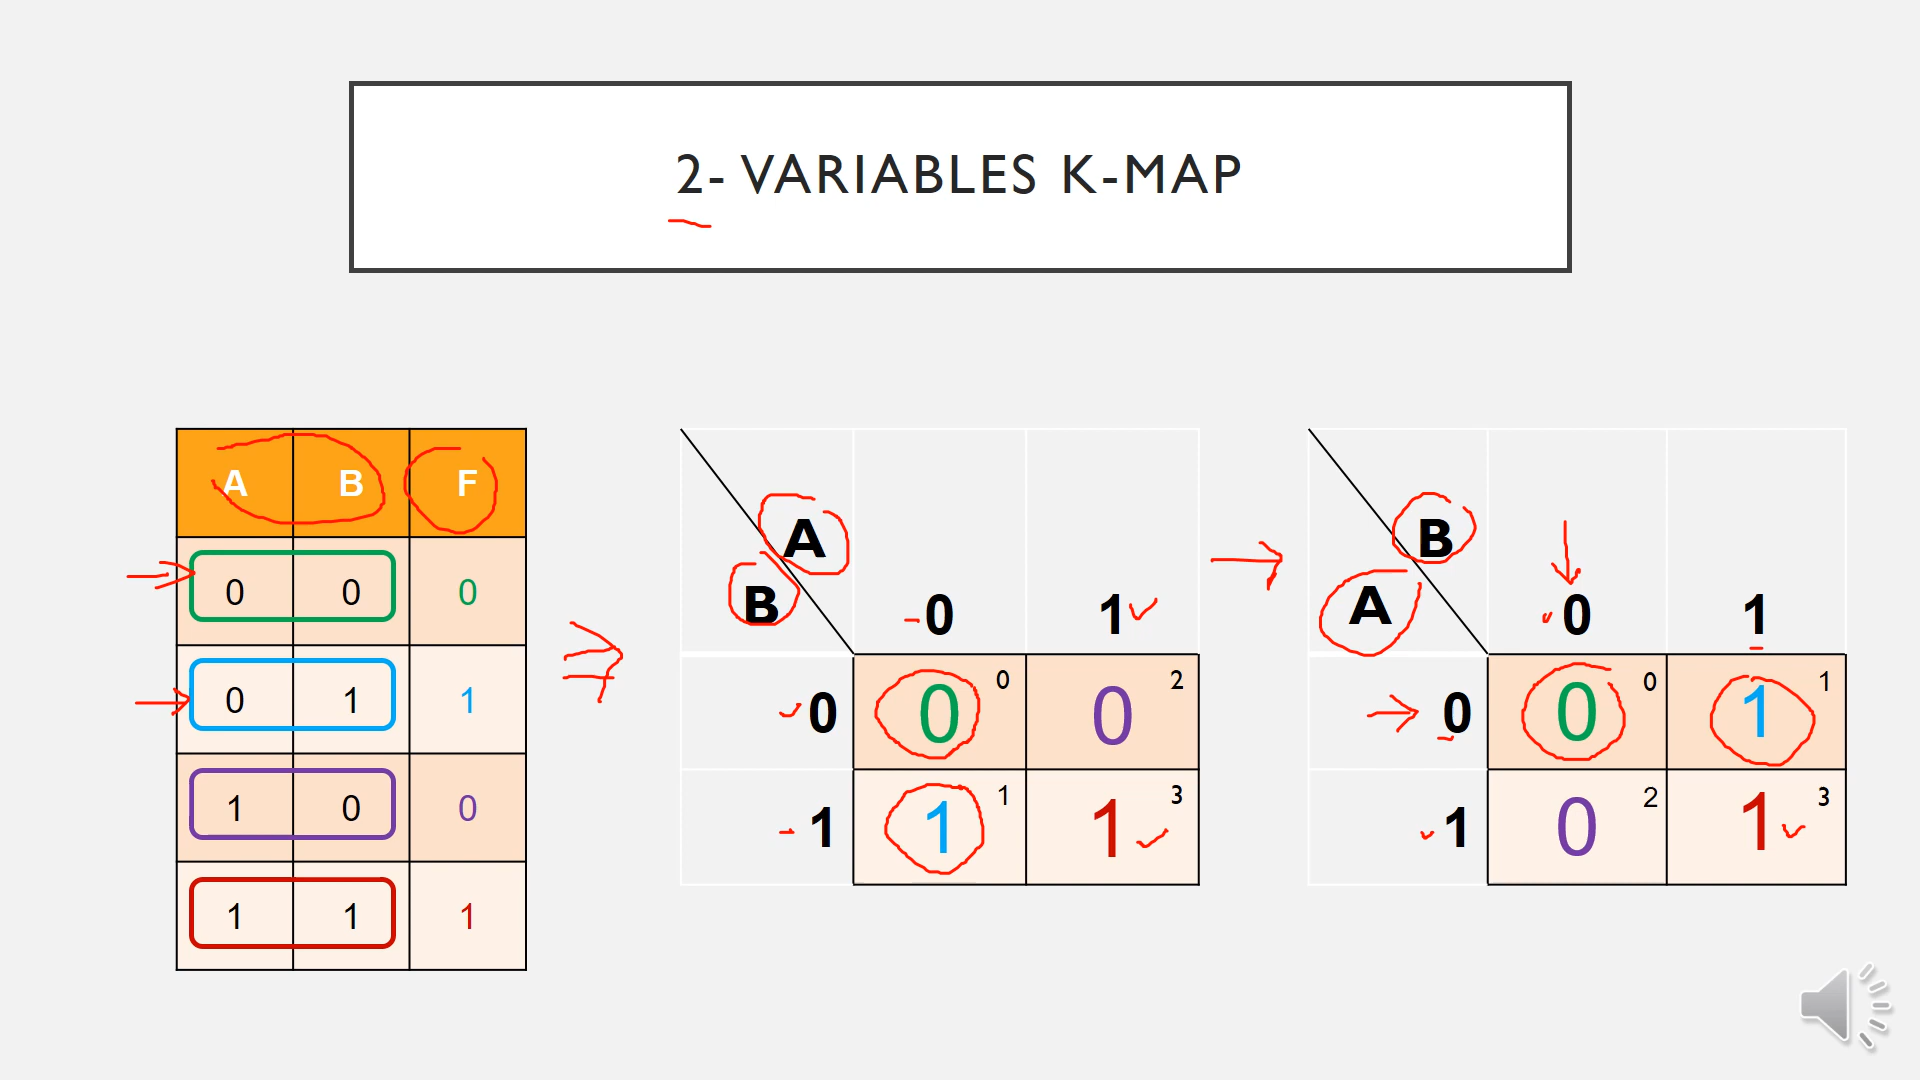 2- VARIABLES K-MAP
A B F
0 0 0
0 1 1
1 0 0
1 1 1
A
B
0 1
0 0 0 0 2
1 1 1 1 3
B
A
0 1
0 0 0 1 1
1 0 2 1 3